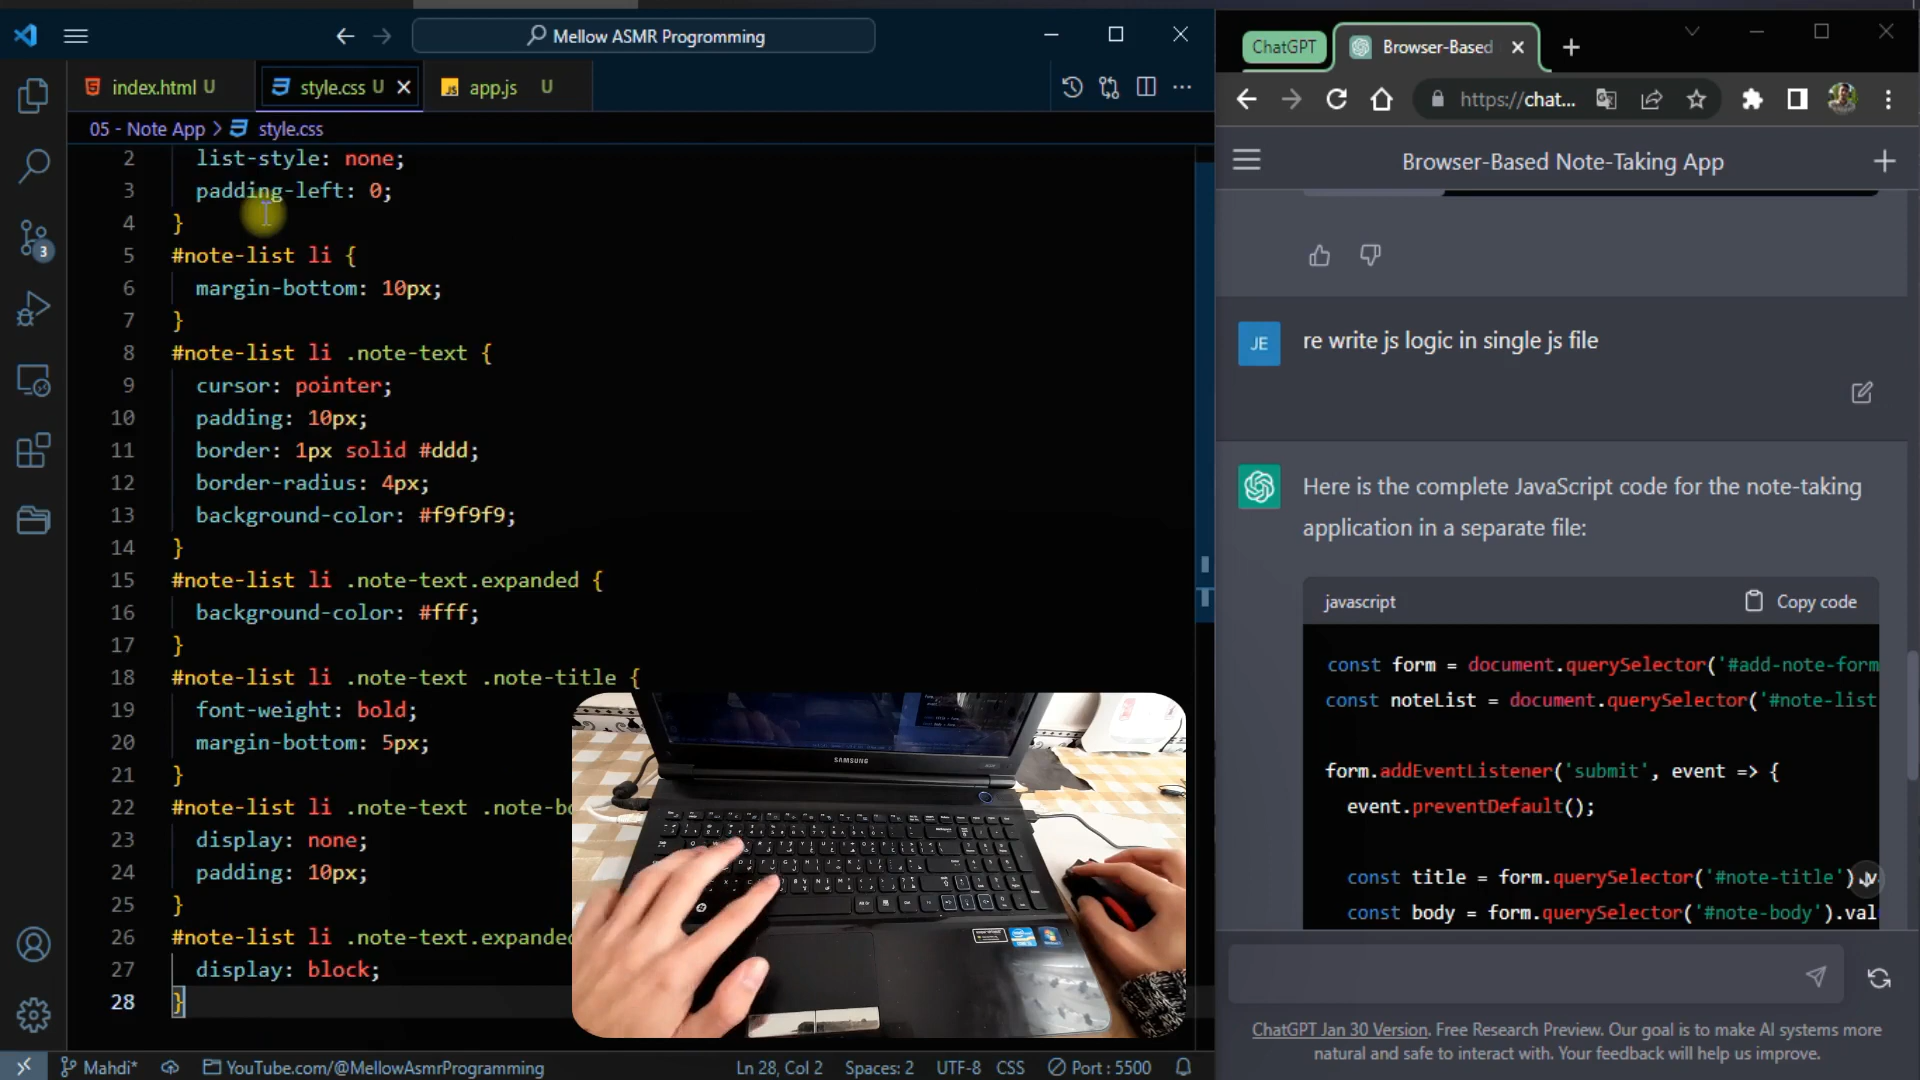 Mellow ASMR Progromming
index.html U
style.css U
JS app.js U
05 - Note App > style.css
2 list-style: none;
3 padding-left: 0;
4 }
5 #note-list li {
6 margin-bottom: 10px;
7 }
8 #note-list li .note-text {
9 cursor: pointer;
10 padding: 10px;
11 border: 1px solid #ddd;
12 border-radius: 4px;
13 background-color: #f9f9f9;
14 }
15 #note-list li .note-text.expanded {
16 background-color: #fff;
17 }
18 #note-list li .note-text .note-title {
19 font-weight: bold;
20 margin-bottom: 5px;
21 }
22 #note-list li .note-text .note-bo
23 display: none;
24 padding: 10px;
25 }
26 #note-list li .note-text.expanded
27 display: block;
28 }
3
SAMSUNG
Mahdi*
YouTube.com/@MellowAsmrProgramming
Ln 28, Col 2
Spaces: 2
UTF-8
CSS
Port : 5500
ChatGPT
Browser-Based
https://chat...
Browser-Based Note-Taking App
JE
re write js logic in single js file
Here is the complete JavaScript code for the note-taking
application in a separate file:
javascript
Copy code
const form = document.querySelector('#add-note-form
const noteList = document.querySelector('#note-list
form.addEventListener('submit', event => {
event.preventDefault();
const title = form.querySelector('#note-title').v
const body = form.querySelector('#note-body').val
ChatGPT Jan 30 Version. Free Research Preview. Our goal is to make AI systems more
natural and safe to interact with. Your feedback will help us improve.